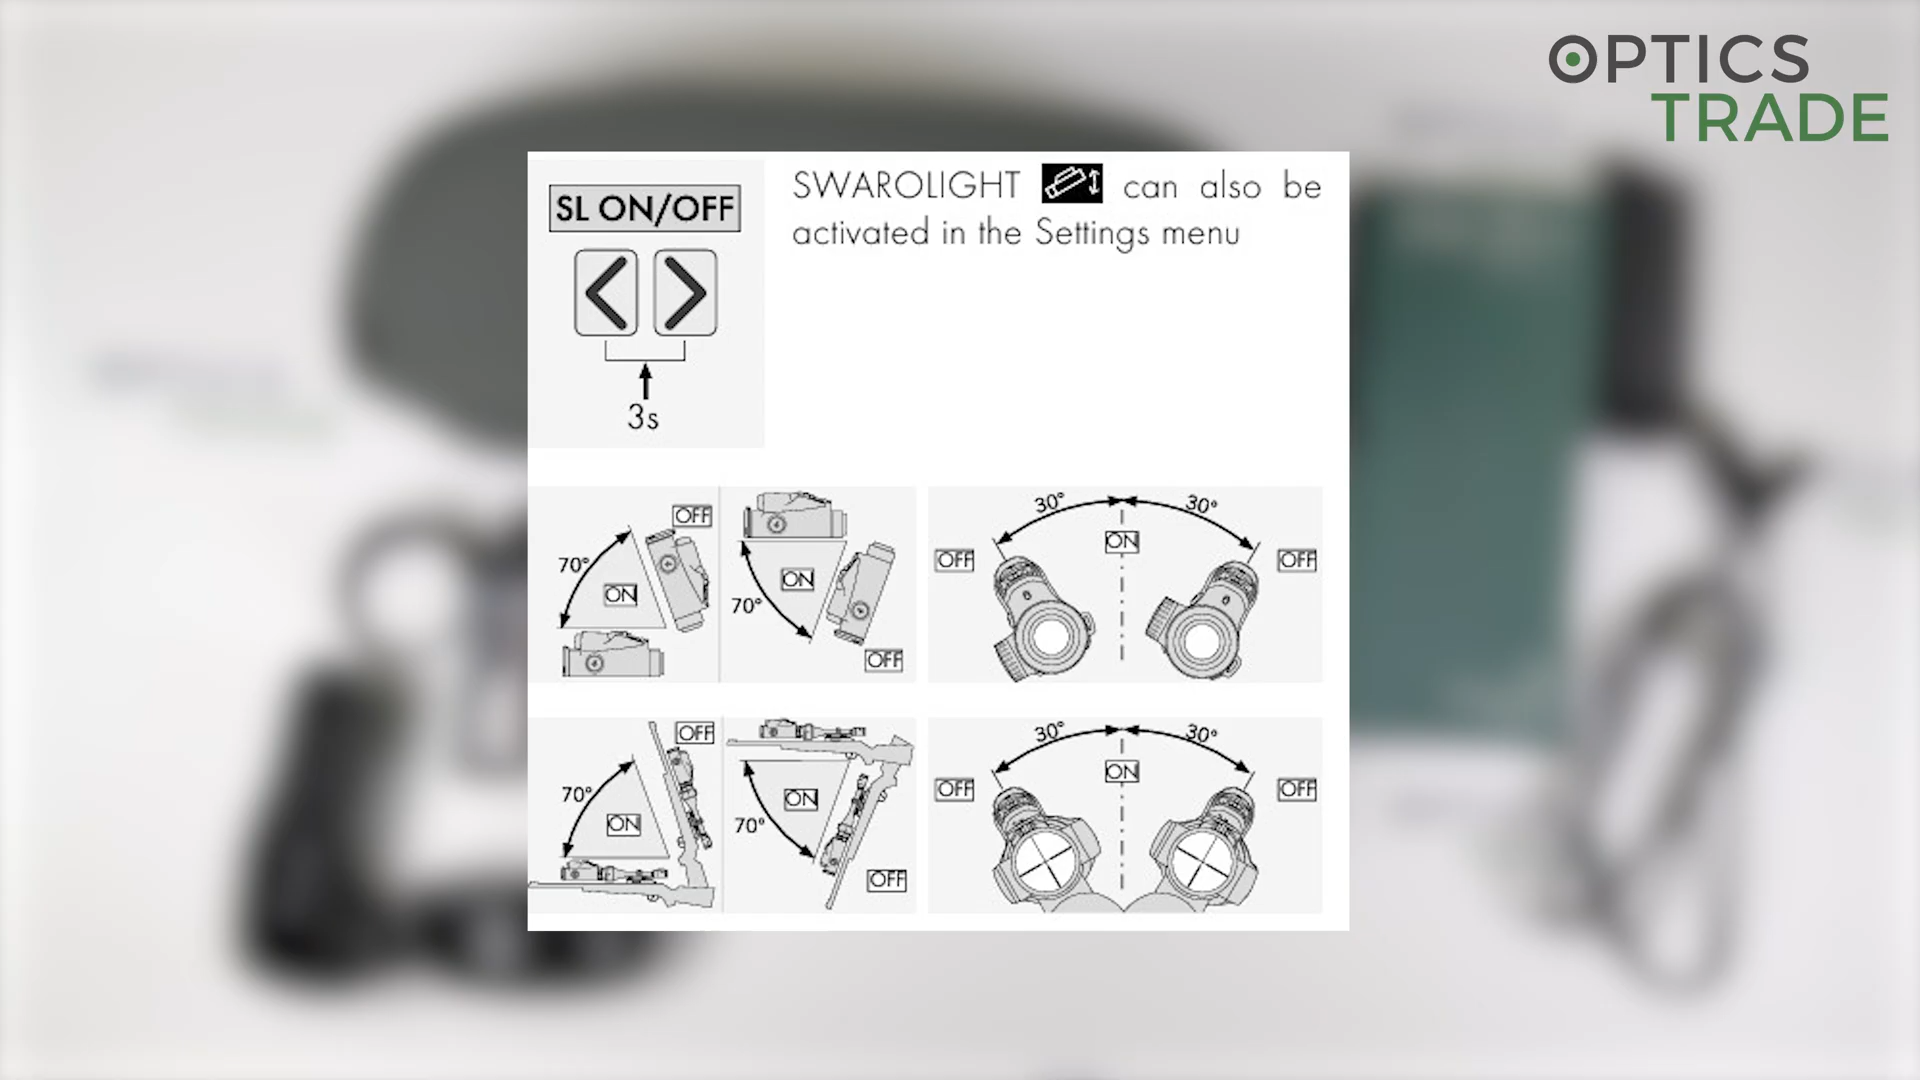 OPTICS
TRADE
SL ON/OFF
3s
SWAROLIGHT can also be
activated in the Settings menu
OFF
70°
ON
ON
70°
OFF
30°
30°
ON
OFF
OFF
OFF
70°
ON
ON
70°
OFF
30°
30°
ON
OFF
OFF